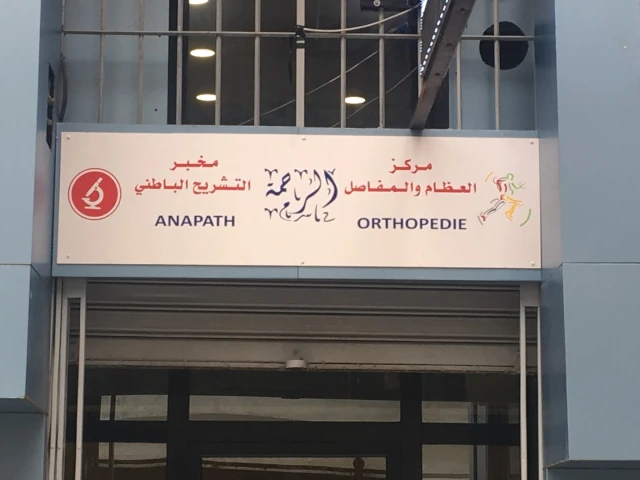 مركز
العظام والمفاصل
ORTHOPEDIE
الرحمة
مخبر
التشريح الباطني
ANAPATH